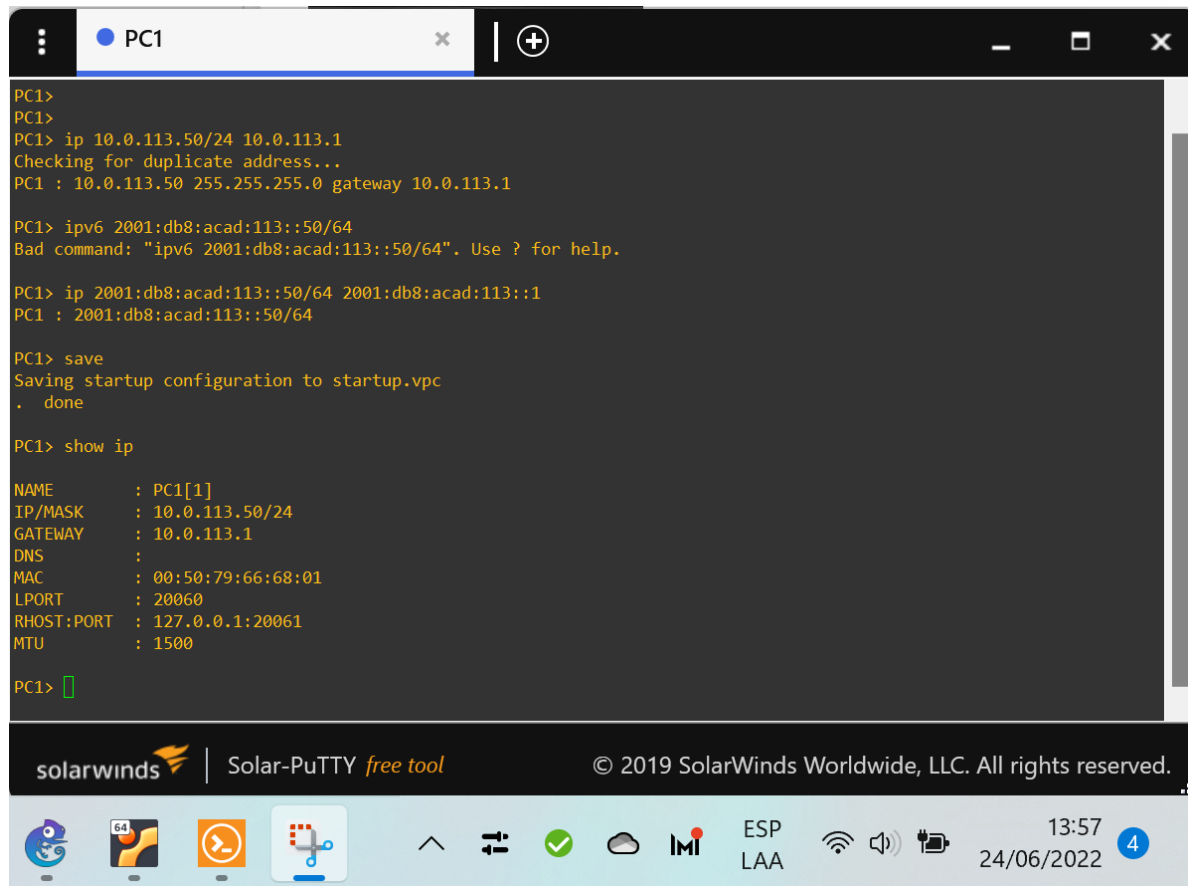 PC1
PC1>
PC1>
PC1> ip 10.0.113.50/24 10.0.113.1
Checking for duplicate address...
PC1 : 10.0.113.50 255.255.255.0 gateway 10.0.113.1
PC1> ipv6 2001:db8:acad:113::50/64
Bad command: "ipv6 2001:db8:acad:113::50/64". Use ? for help.
PC1> ip 2001:db8:acad:113::50/64 2001:db8:acad:113::1
PC1 : 2001:db8:acad:113::50/64
PC1> save
Saving startup configuration to startup.vpc
.  done
PC1> show ip
NAME        : PC1[1]
IP/MASK     : 10.0.113.50/24
GATEWAY     : 10.0.113.1
DNS         :
MAC         : 00:50:79:66:68:01
LPORT       : 20060
RHOST:PORT  : 127.0.0.1:20061
MTU         : 1500
PC1>
solarwinds Solar-PuTTY free tool © 2019 SolarWinds Worldwide, LLC. All rights reserved.
64
ESP 13:57
LAA 24/06/2022 4